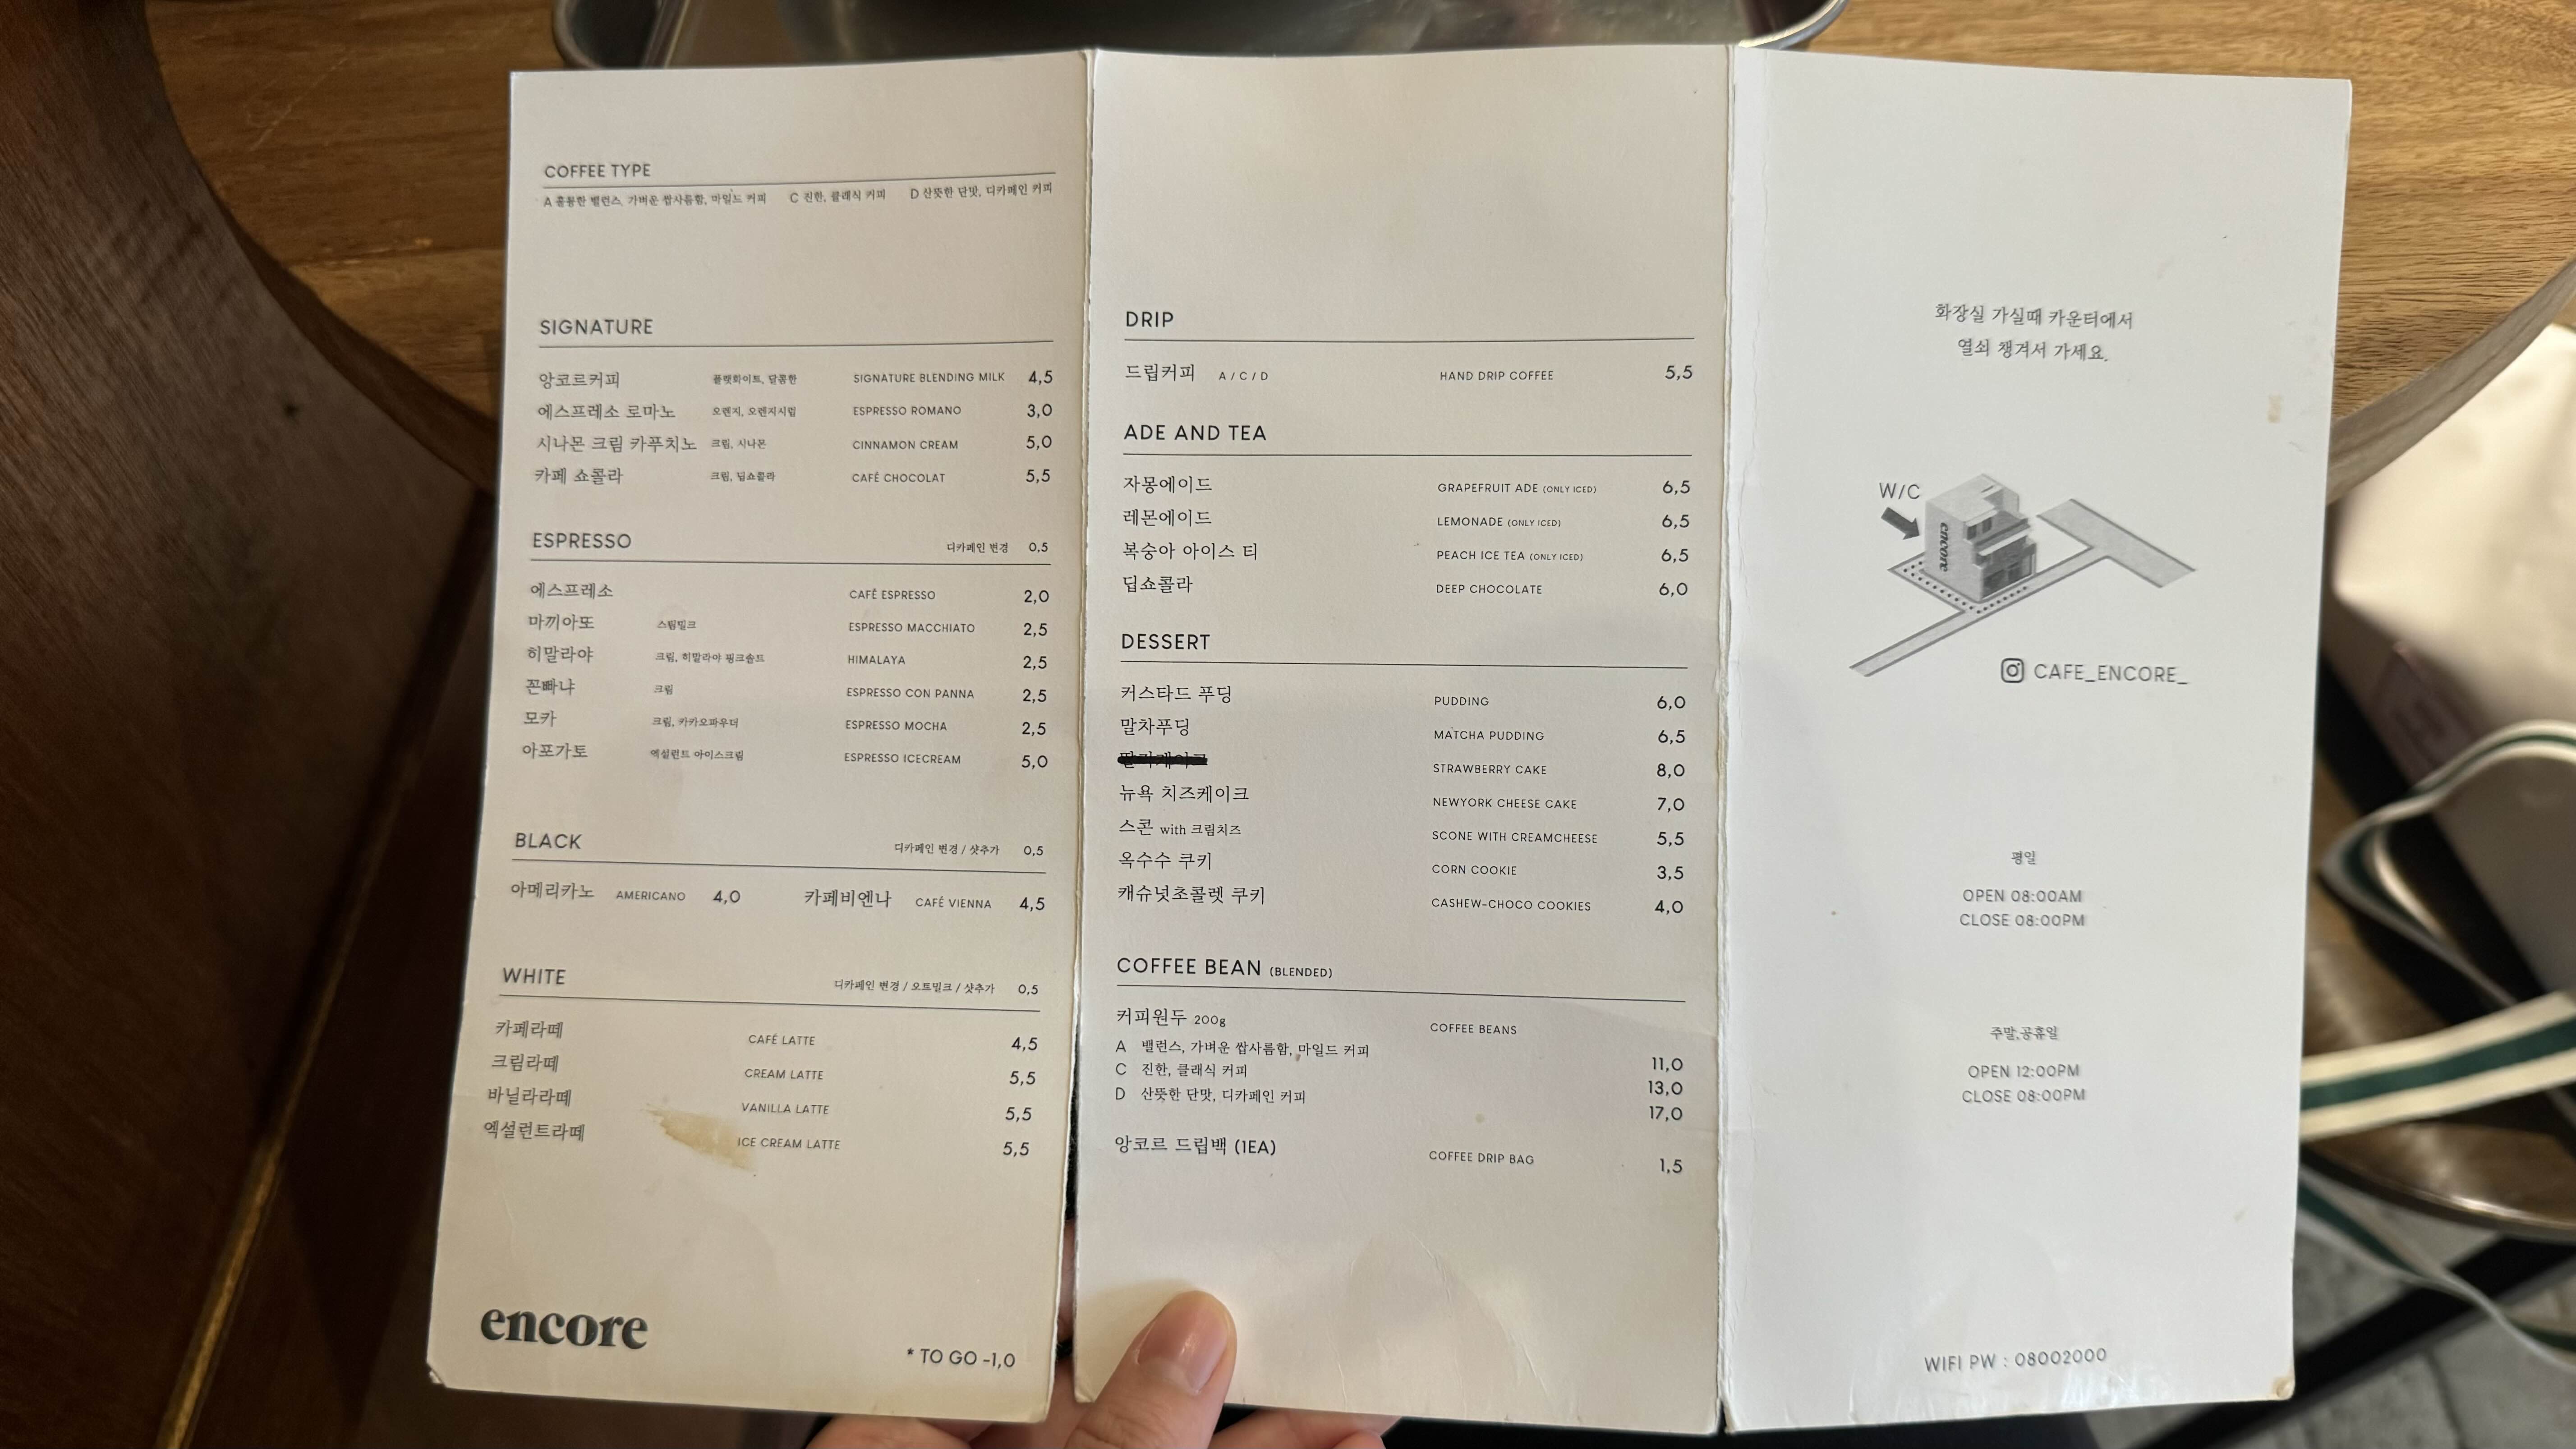 COFFEE TYPE
A 훌륭한 밸런스, 가벼운 쌉사름함, 마일드 커피 C 진한, 클래식 커피 D 산뜻한 단맛, 디카페인 커피
SIGNATURE
앙코르커피 플랫화이트, 달콤한 SIGNATURE BLENDING MILK 4,5
에스프레소 로마노 오렌지, 오렌지시럽 ESPRESSO ROMANO 3,0
시나몬 크림 카푸치노 크림, 시나몬 CINNAMON CREAM 5,0
카페 쇼콜라 크림, 딥쇼콜라 CAFÉ CHOCOLAT 5,5
ESPRESSO 디카페인 변경 0,5
에스프레소 CAFÉ ESPRESSO 2,0
마끼아또 스팀밀크 ESPRESSO MACCHIATO 2,5
히말라야 크림, 히말라야 핑크솔트 HIMALAYA 2,5
꼰빠냐 크림 ESPRESSO CON PANNA 2,5
모카 크림, 카카오파우더 ESPRESSO MOCHA 2,5
아포가토 엑설런트 아이스크림 ESPRESSO ICECREAM 5,0
BLACK 디카페인 변경 / 샷추가 0,5
아메리카노 AMERICANO 4,0 카페비엔나 CAFÉ VIENNA 4,5
WHITE 디카페인 변경 / 오트밀크 / 샷추가 0,5
카페라떼 CAFÉ LATTE 4,5
크림라떼 CREAM LATTE 5,5
바닐라라떼 VANILLA LATTE 5,5
엑설런트라떼 ICE CREAM LATTE 5,5
encore
* TO GO -1,0
DRIP
드립커피 A / C / D HAND DRIP COFFEE 5,5
ADE AND TEA
자몽에이드 GRAPEFRUIT ADE (ONLY ICED) 6,5
레몬에이드 LEMONADE (ONLY ICED) 6,5
복숭아 아이스 티 PEACH ICE TEA (ONLY ICED) 6,5
딥쇼콜라 DEEP CHOCOLATE 6,0
DESSERT
커스타드 푸딩 PUDDING 6,0
말차푸딩 MATCHA PUDDING 6,5
STRAWBERRY CAKE 8,0
뉴욕 치즈케이크 NEWYORK CHEESE CAKE 7,0
스콘 with 크림치즈 SCONE WITH CREAMCHEESE 5,5
옥수수 쿠키 CORN COOKIE 3,5
캐슈넛초콜렛 쿠키 CASHEW-CHOCO COOKIES 4,0
COFFEE BEAN (BLENDED)
커피원두 200g COFFEE BEANS
A 밸런스, 가벼운 쌉사름함, 마일드 커피 11,0
C 진한, 클래식 커피 13,0
D 산뜻한 단맛, 디카페인 커피 17,0
앙코르 드립백 (1EA) COFFEE DRIP BAG 1,5
화장실 가실때 카운터에서
열쇠 챙겨서 가세요.
W/C
encore
CAFE_ENCORE_
평일
OPEN 08:00AM
CLOSE 08:00PM
주말,공휴일
OPEN 12:00PM
CLOSE 08:00PM
WIFI PW : 08002000